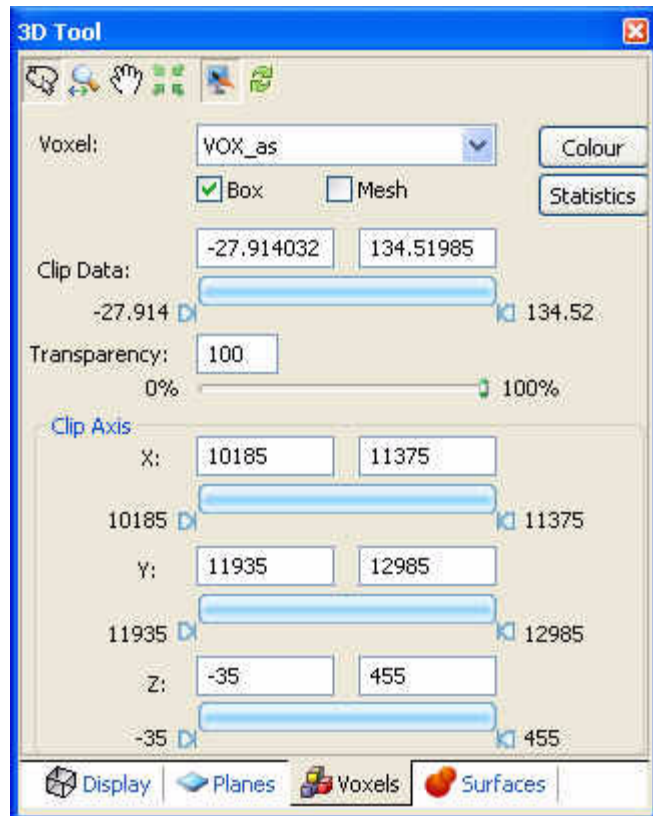 3D Tool
Voxel: VOX_as Colour
Box Mesh Statistics
-27.914032 134.51985
Clip Data:
-27.914 134.52
Transparency: 100
0% 100%
Clip Axis
X: 10185 11375
10185 11375
Y: 11935 12985
11935 12985
Z: -35 455
-35 455
Display Planes Voxels Surfaces